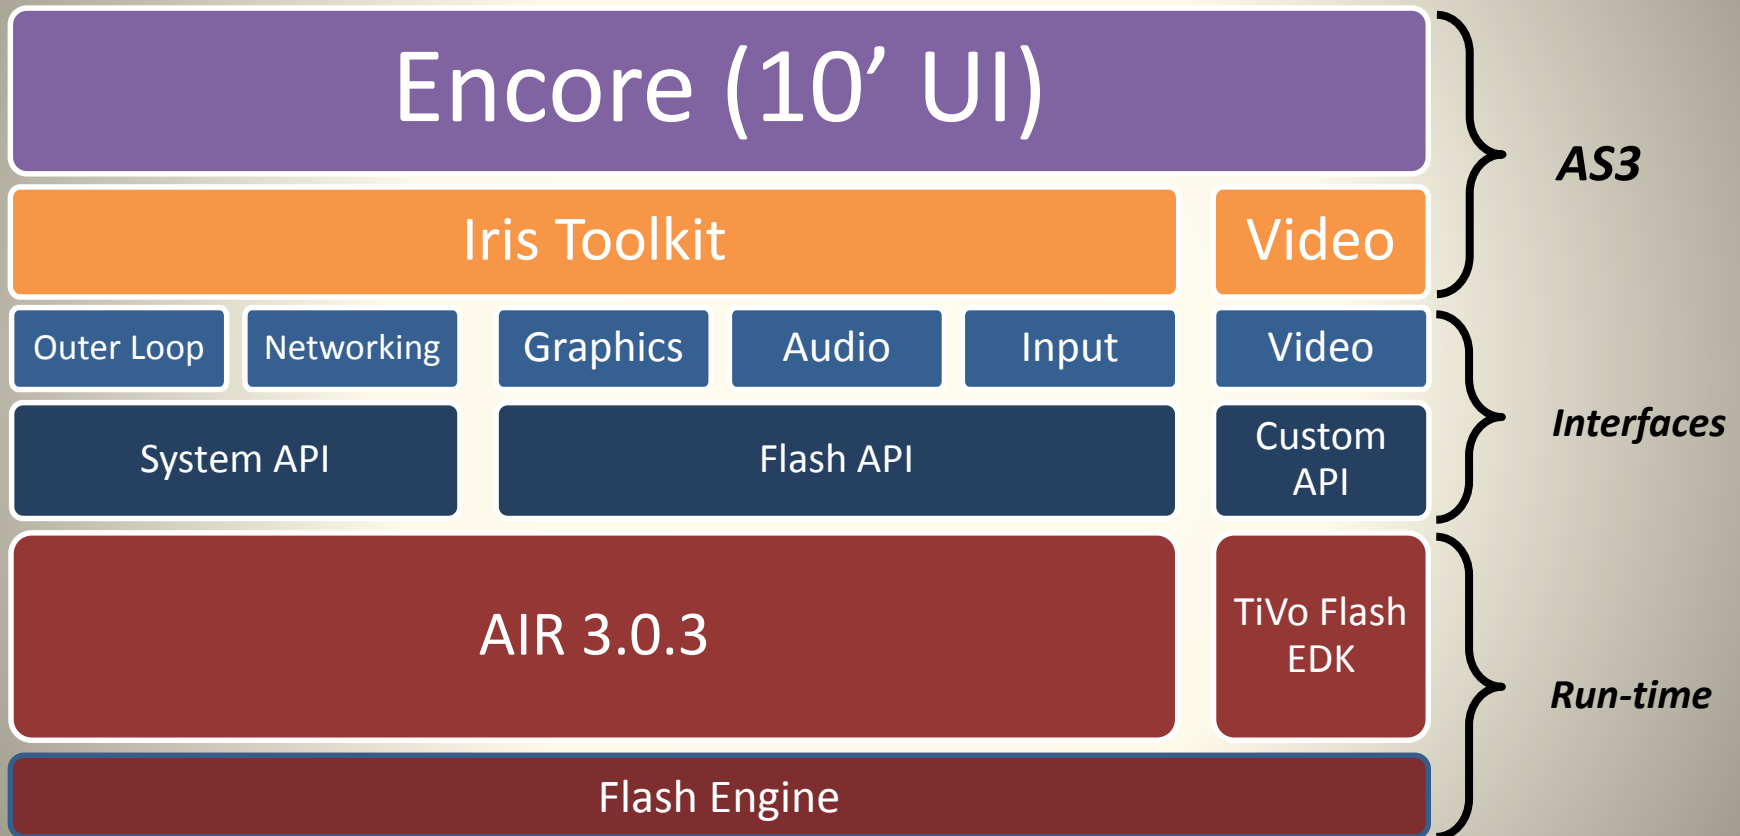 Encore (10’ UI)
AS3
Iris Toolkit
Video
Outer Loop
Networking
Graphics
Audio
Input
Video
Interfaces
System API
Flash API
Custom
API
AIR 3.0.3
TiVo Flash
EDK
Run-time
Flash Engine